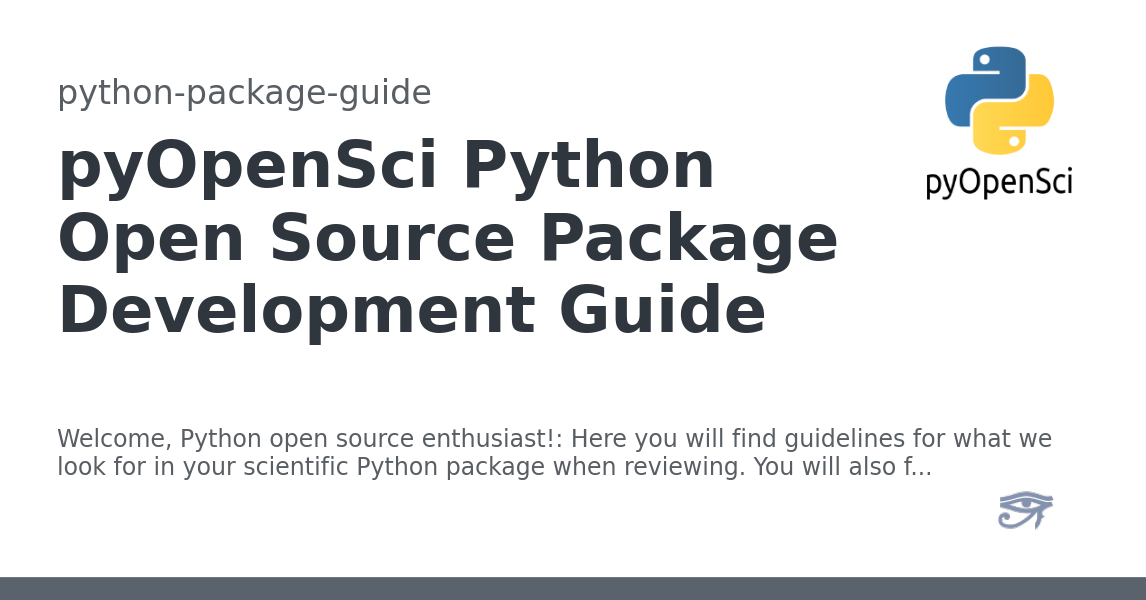 python-package-guide
pyOpenSci Python
Open Source Package
Development Guide
pyOpenSci
Welcome, Python open source enthusiast!: Here you will find guidelines for what we
look for in your scientific Python package when reviewing. You will also f...